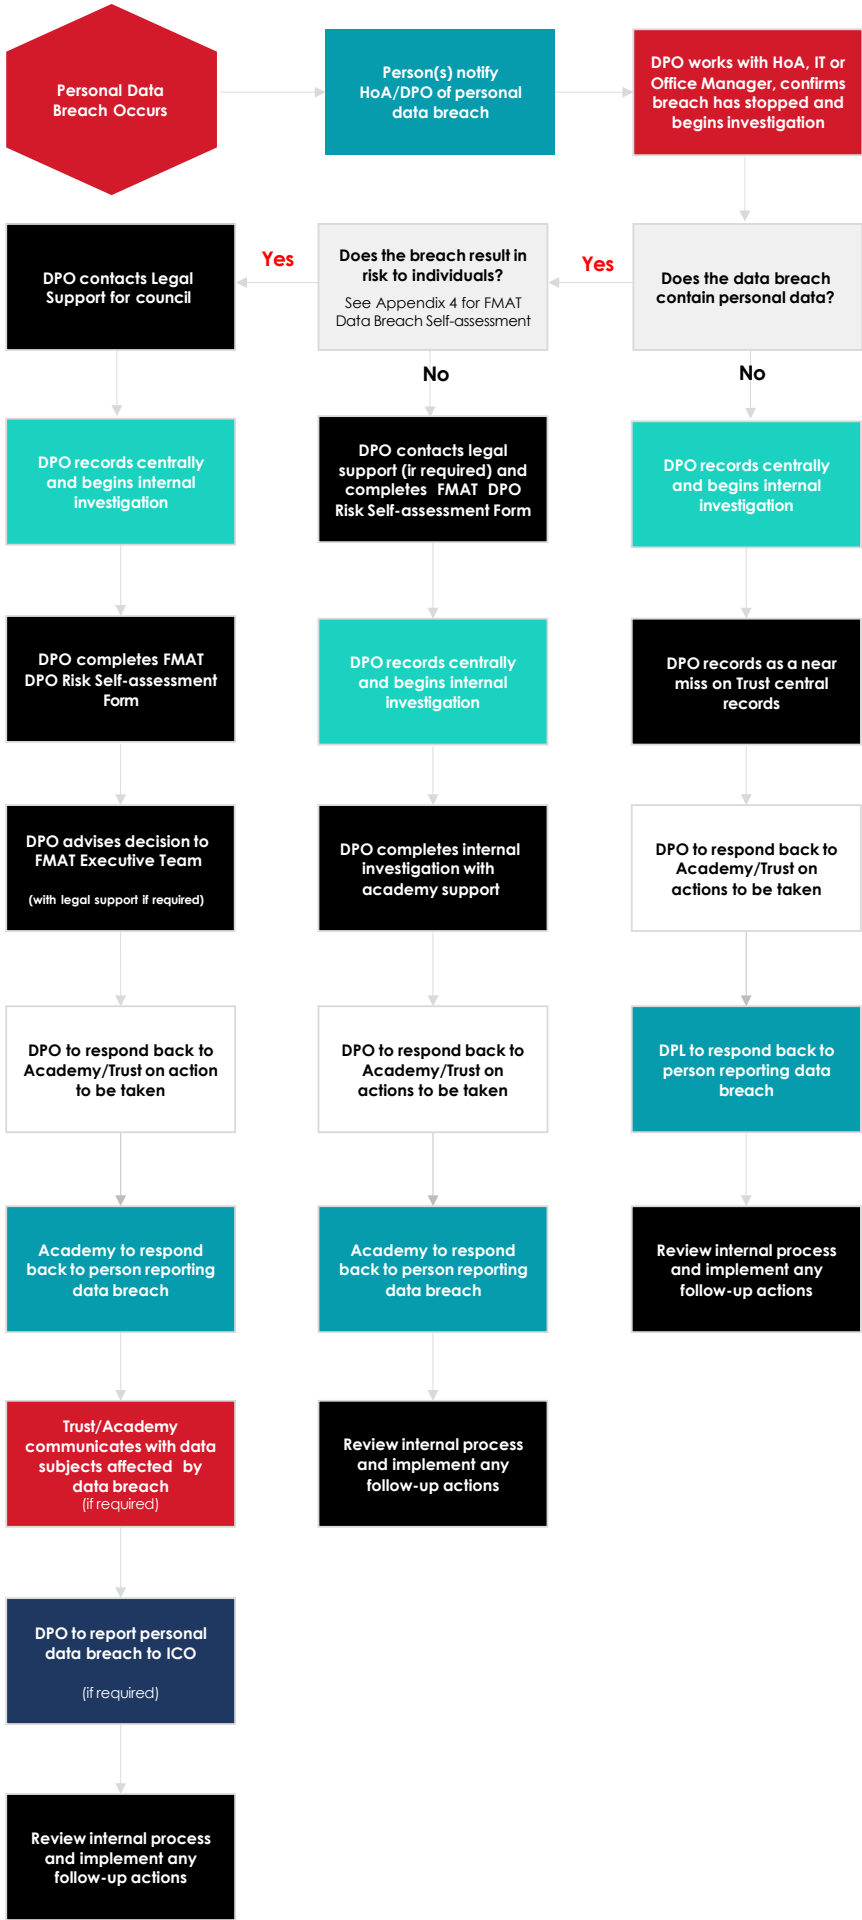 Personal Data
Breach Occurs
Person(s) notify
HoA/DPO of personal
data breach
DPO works with HoA, IT or
Office Manager, confirms
breach has stopped and
begins investigation
DPO contacts Legal
Support for council
Yes
Does the breach result in
risk to individuals?
See Appendix 4 for FMAT
Data Breach Self-assessment
Yes
Does the data breach
contain personal data?
No
No
DPO records centrally
and begins internal
investigation
DPO contacts legal
support (ir required) and
completes FMAT DPO
Risk Self-assessment Form
DPO records centrally
and begins internal
investigation
DPO completes FMAT
DPO Risk Self-assessment
Form
DPO records centrally
and begins internal
investigation
DPO records as a near
miss on Trust central
records
DPO advises decision to
FMAT Executive Team
(with legal support if required)
DPO completes internal
investigation with
academy support
DPO to respond back to
Academy/Trust on
actions to be taken
DPO to respond back to
Academy/Trust on action
to be taken
DPO to respond back to
Academy/Trust on
actions to be taken
DPL to respond back to
person reporting data
breach
Academy to respond
back to person reporting
data breach
Academy to respond
back to person reporting
data breach
Review internal process
and implement any
follow-up actions
Trust/Academy
communicates with data
subjects affected by
data breach
(if required)
Review internal process
and implement any
follow-up actions
DPO to report personal
data breach to ICO
(if required)
Review internal process
and implement any
follow-up actions